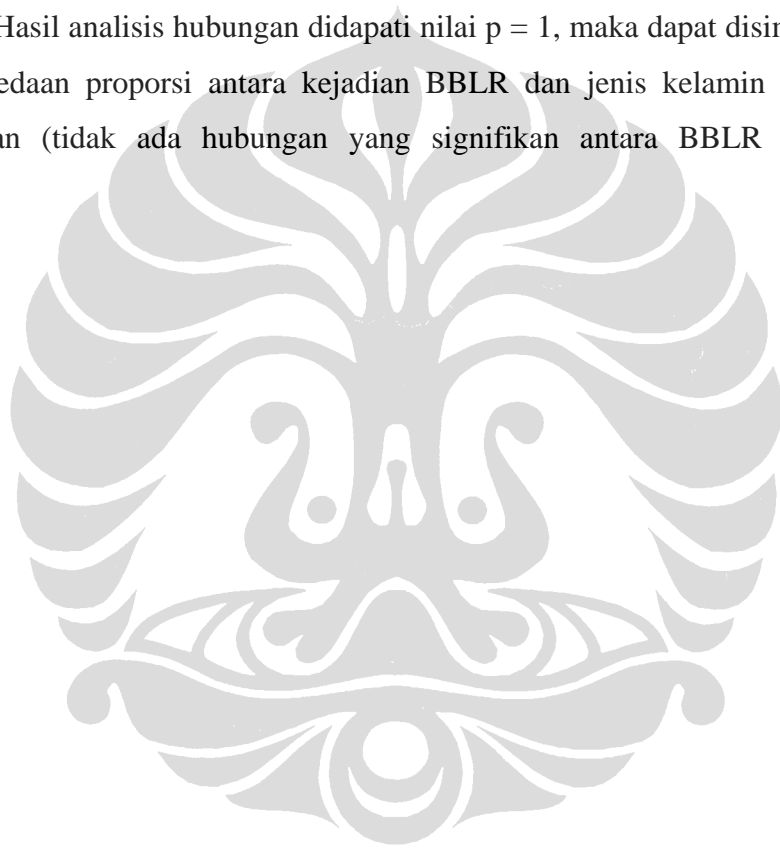 Hasil analisis hubungan didapati nilai p = 1, maka dapat disin
edaan proporsi antara kejadian BBLR dan jenis kelamin
an (tidak ada hubungan yang signifikan antara BBLR